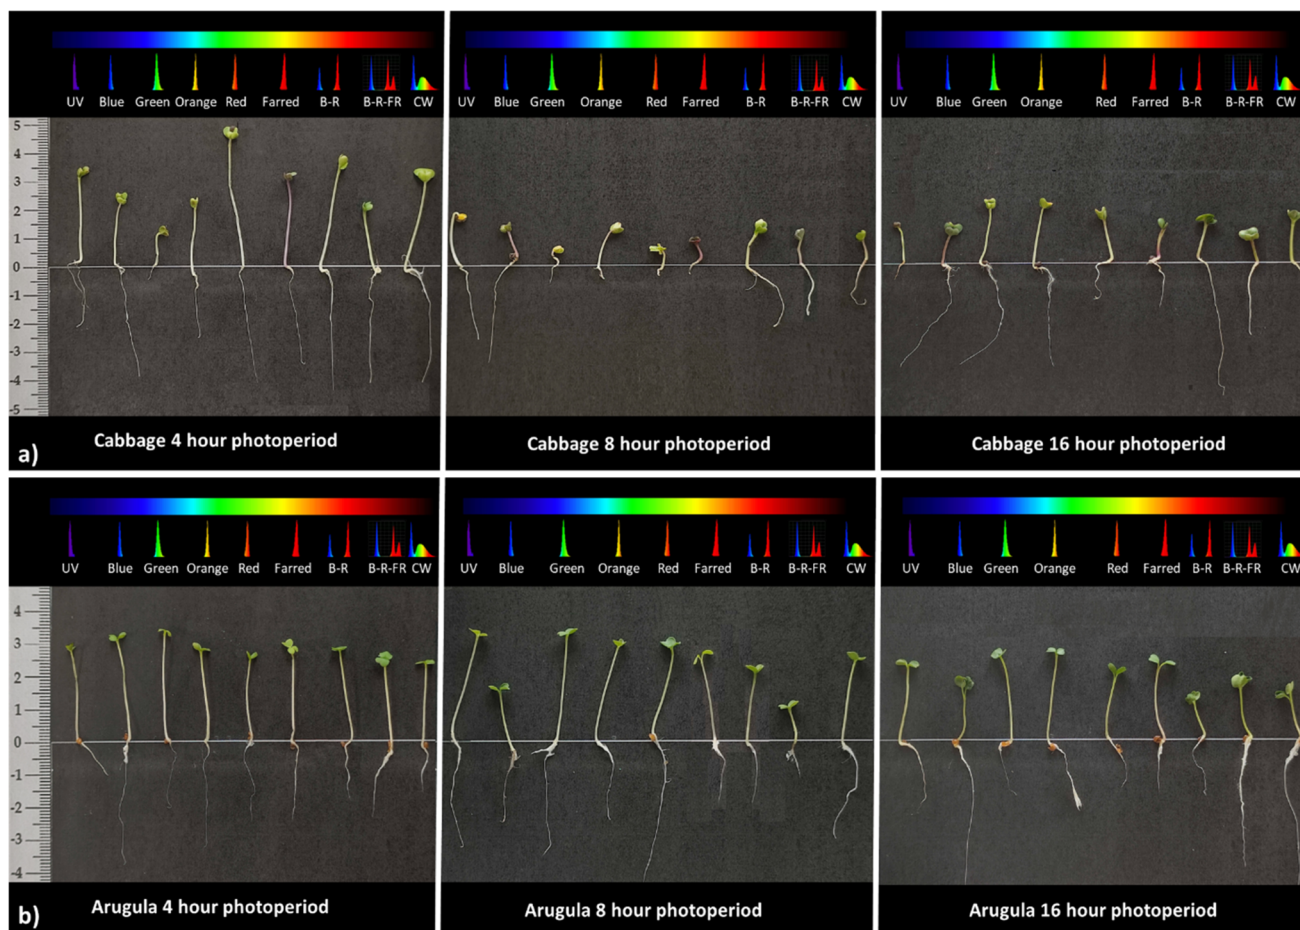 UV Blue Green Orange Red Farred B-R B-R-FR CW
UV Blue Green Orange Red Farred B-R B-R-FR CW
UV Blue Green Orange Red Farred B-R B-R-FR CW
5
4
3
2
1
0
-1
-2
-3
-4
-5
a)
Cabbage 4 hour photoperiod
Cabbage 8 hour photoperiod
Cabbage 16 hour photoperiod
UV Blue Green Orange Red Farred B-R B-R-FR CW
UV Blue Green Orange Red Farred B-R B-R-FR CW
UV Blue Green Orange Red Farred B-R B-R-FR CW
4
3
2
1
0
-1
-2
-3
-4
b)
Arugula 4 hour photoperiod
Arugula 8 hour photoperiod
Arugula 16 hour photoperiod